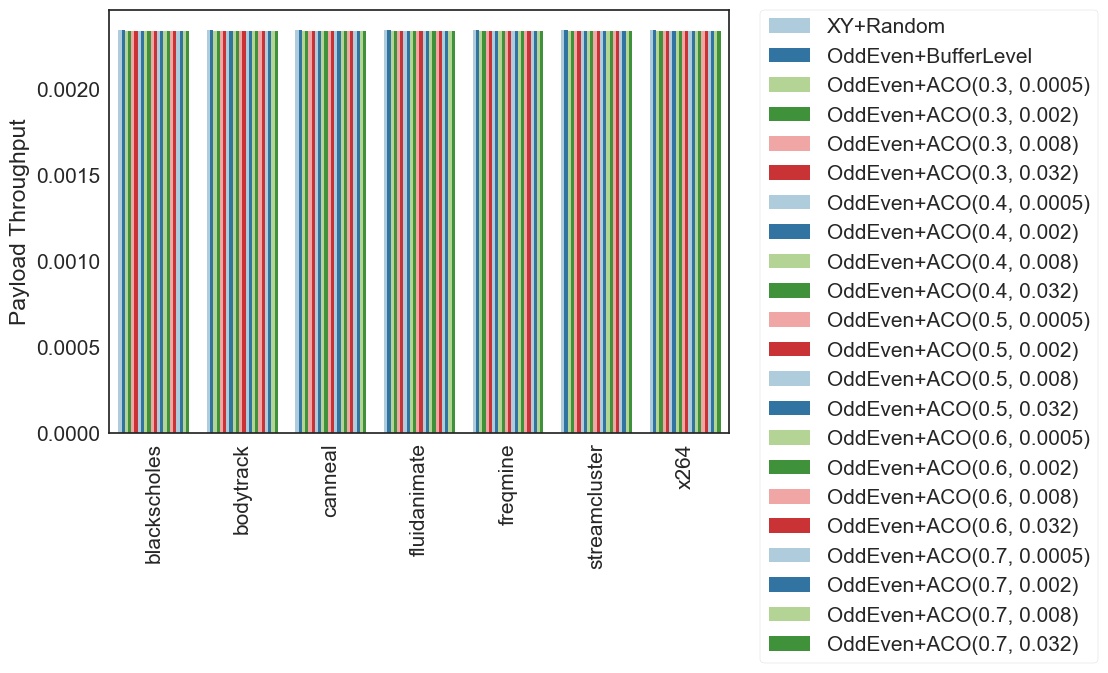 Payload Throughput
0.0020
0.0015
0.0010
0.0005
0.0000
blackscholes
bodytrack
canneal
fluidanimate
freqmine
streamcluster
x264
XY+Random
OddEven+BufferLevel
OddEven+ACO(0.3, 0.0005)
OddEven+ACO(0.3, 0.002)
OddEven+ACO(0.3, 0.008)
OddEven+ACO(0.3, 0.032)
OddEven+ACO(0.4, 0.0005)
OddEven+ACO(0.4, 0.002)
OddEven+ACO(0.4, 0.008)
OddEven+ACO(0.4, 0.032)
OddEven+ACO(0.5, 0.0005)
OddEven+ACO(0.5, 0.002)
OddEven+ACO(0.5, 0.008)
OddEven+ACO(0.5, 0.032)
OddEven+ACO(0.6, 0.0005)
OddEven+ACO(0.6, 0.002)
OddEven+ACO(0.6, 0.008)
OddEven+ACO(0.6, 0.032)
OddEven+ACO(0.7, 0.0005)
OddEven+ACO(0.7, 0.002)
OddEven+ACO(0.7, 0.008)
OddEven+ACO(0.7, 0.032)